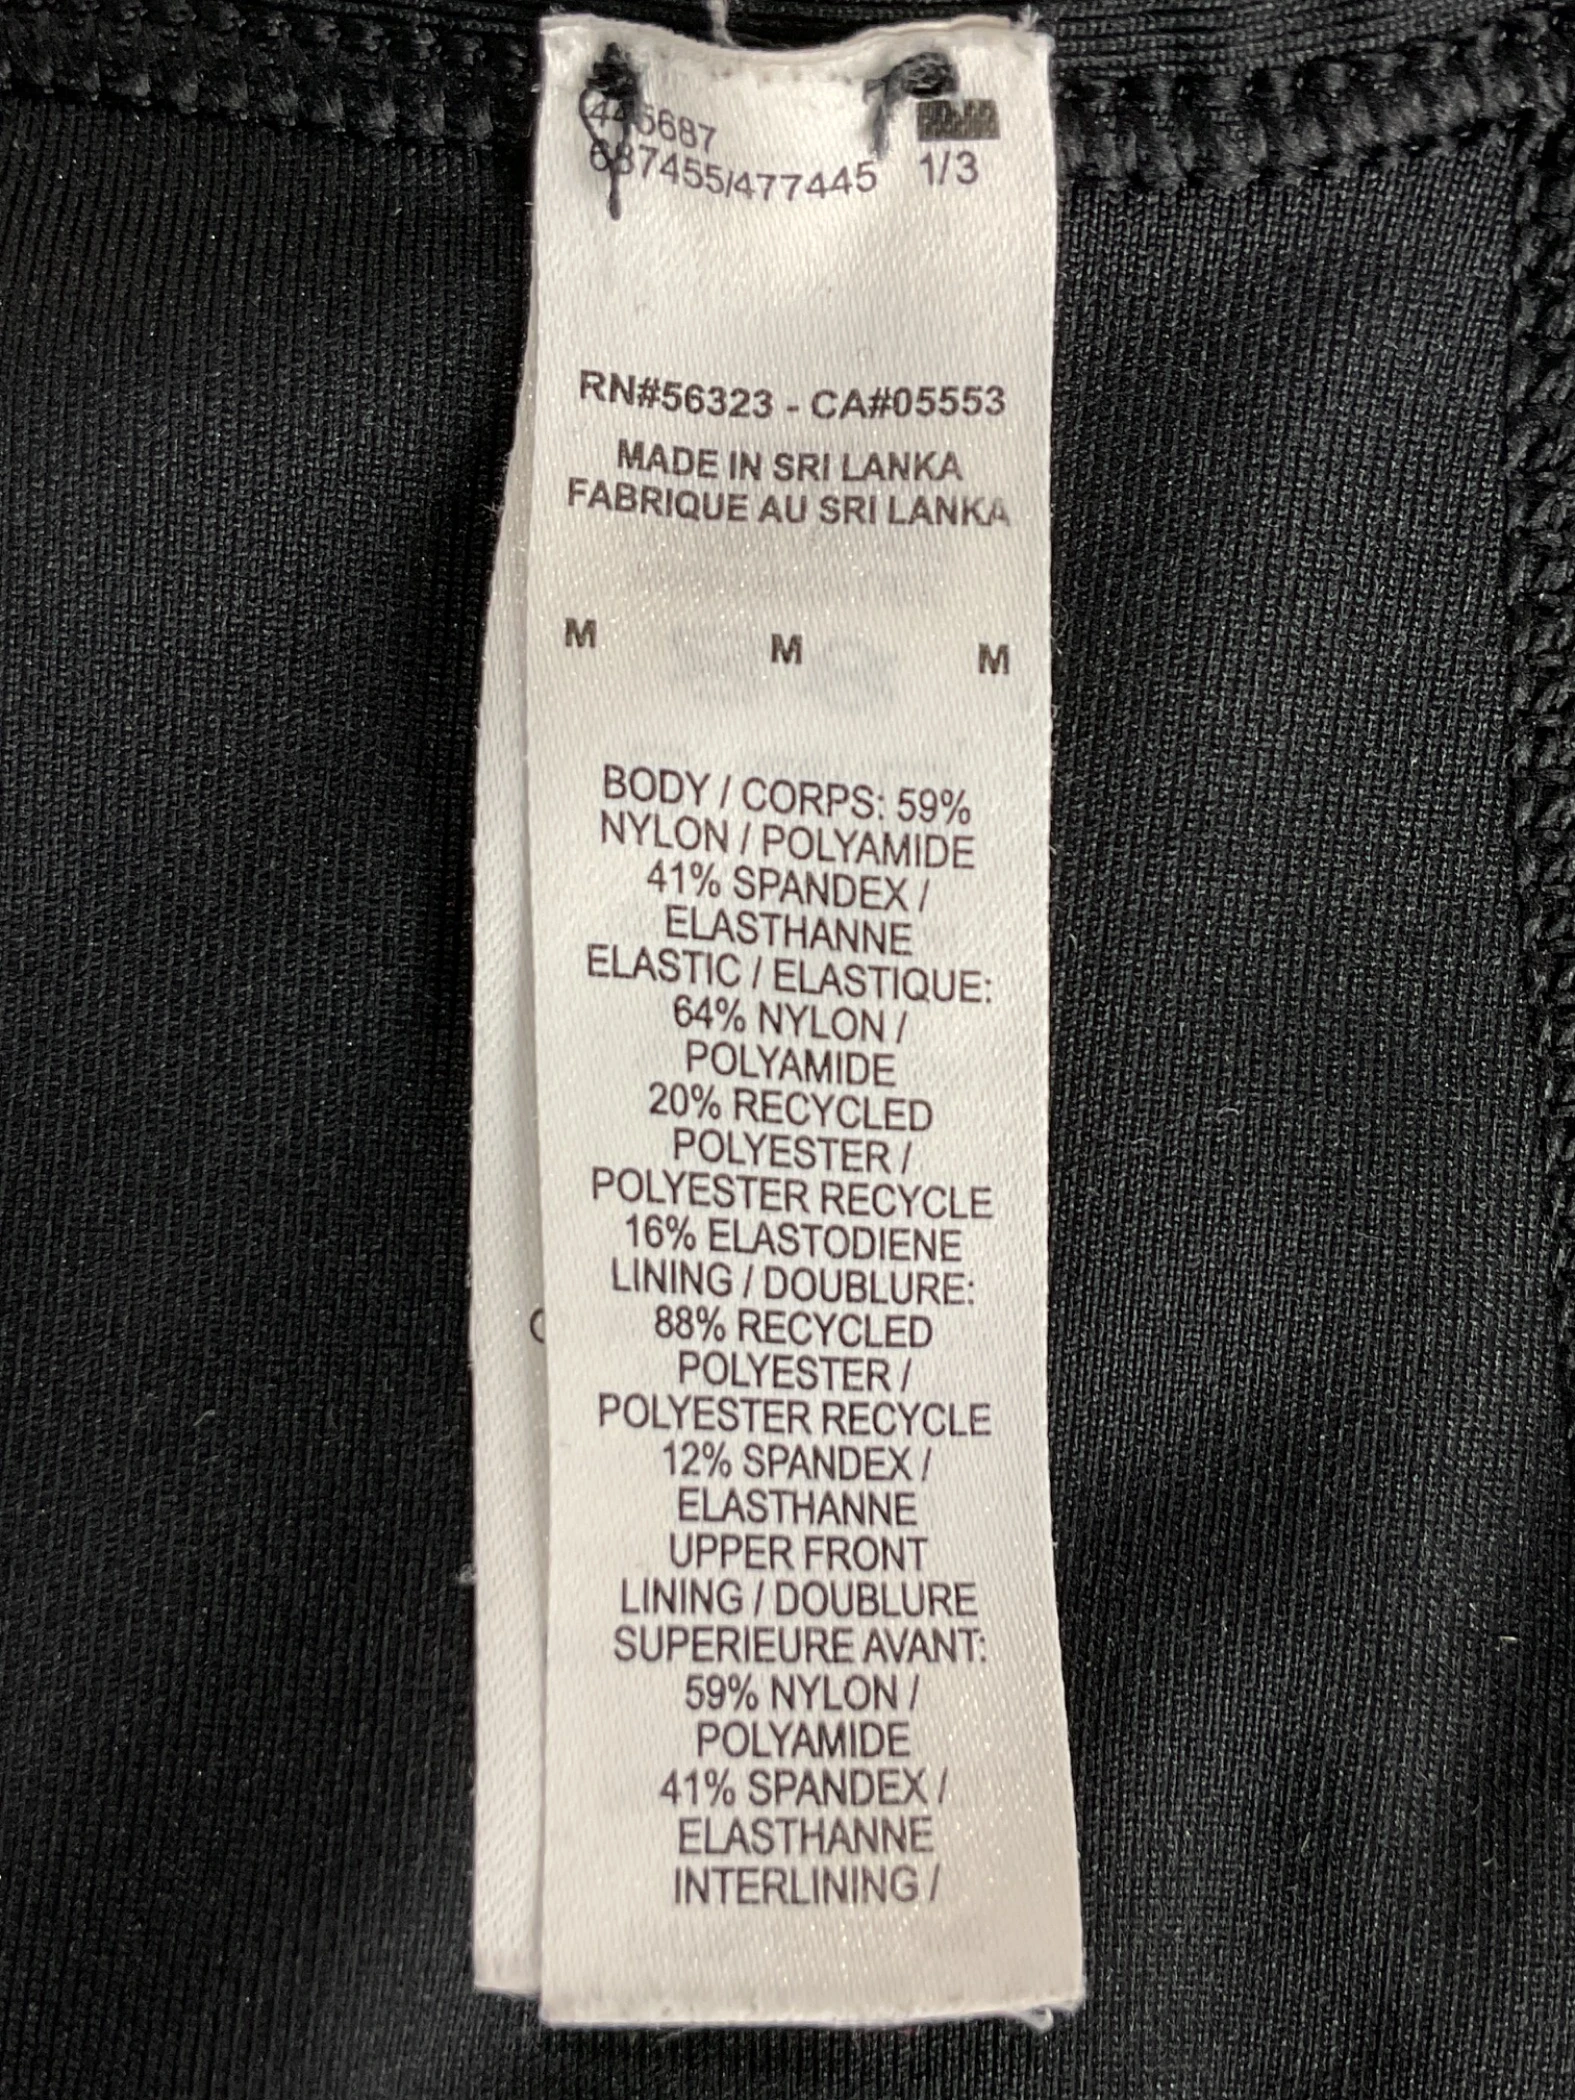 687455/477445 1/3
RN#56323 - CA#05553
MADE IN SRI LANKA
FABRIQUE AU SRI LANKA
M M M
BODY / CORPS: 59%
NYLON / POLYAMIDE
41% SPANDEX /
ELASTHANNE
ELASTIC / ELASTIQUE:
64% NYLON /
POLYAMIDE
20% RECYCLED
POLYESTER /
POLYESTER RECYCLE
16% ELASTODIENE
LINING / DOUBLURE:
88% RECYCLED
POLYESTER /
POLYESTER RECYCLE
12% SPANDEX /
ELASTHANNE
UPPER FRONT
LINING / DOUBLURE
SUPERIEURE AVANT:
59% NYLON /
POLYAMIDE
41% SPANDEX /
ELASTHANNE
INTERLINING /